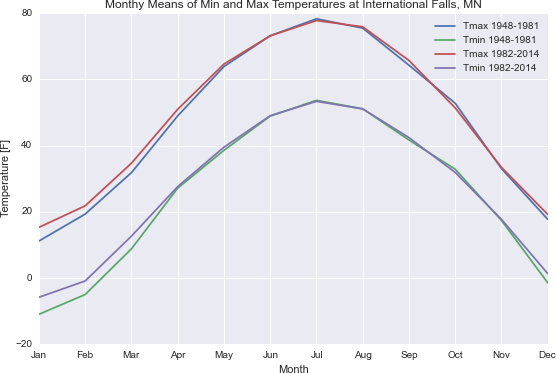 Monthy Means of Min and Max Temperatures at International Falls, MN
Temperature [F]
80
60
40
20
0
−20
Tmax 1948-1981
Tmin 1948-1981
Tmax 1982-2014
Tmin 1982-2014
Jan Feb Mar Apr May Jun Jul Aug Sep Oct Nov Dec
Month